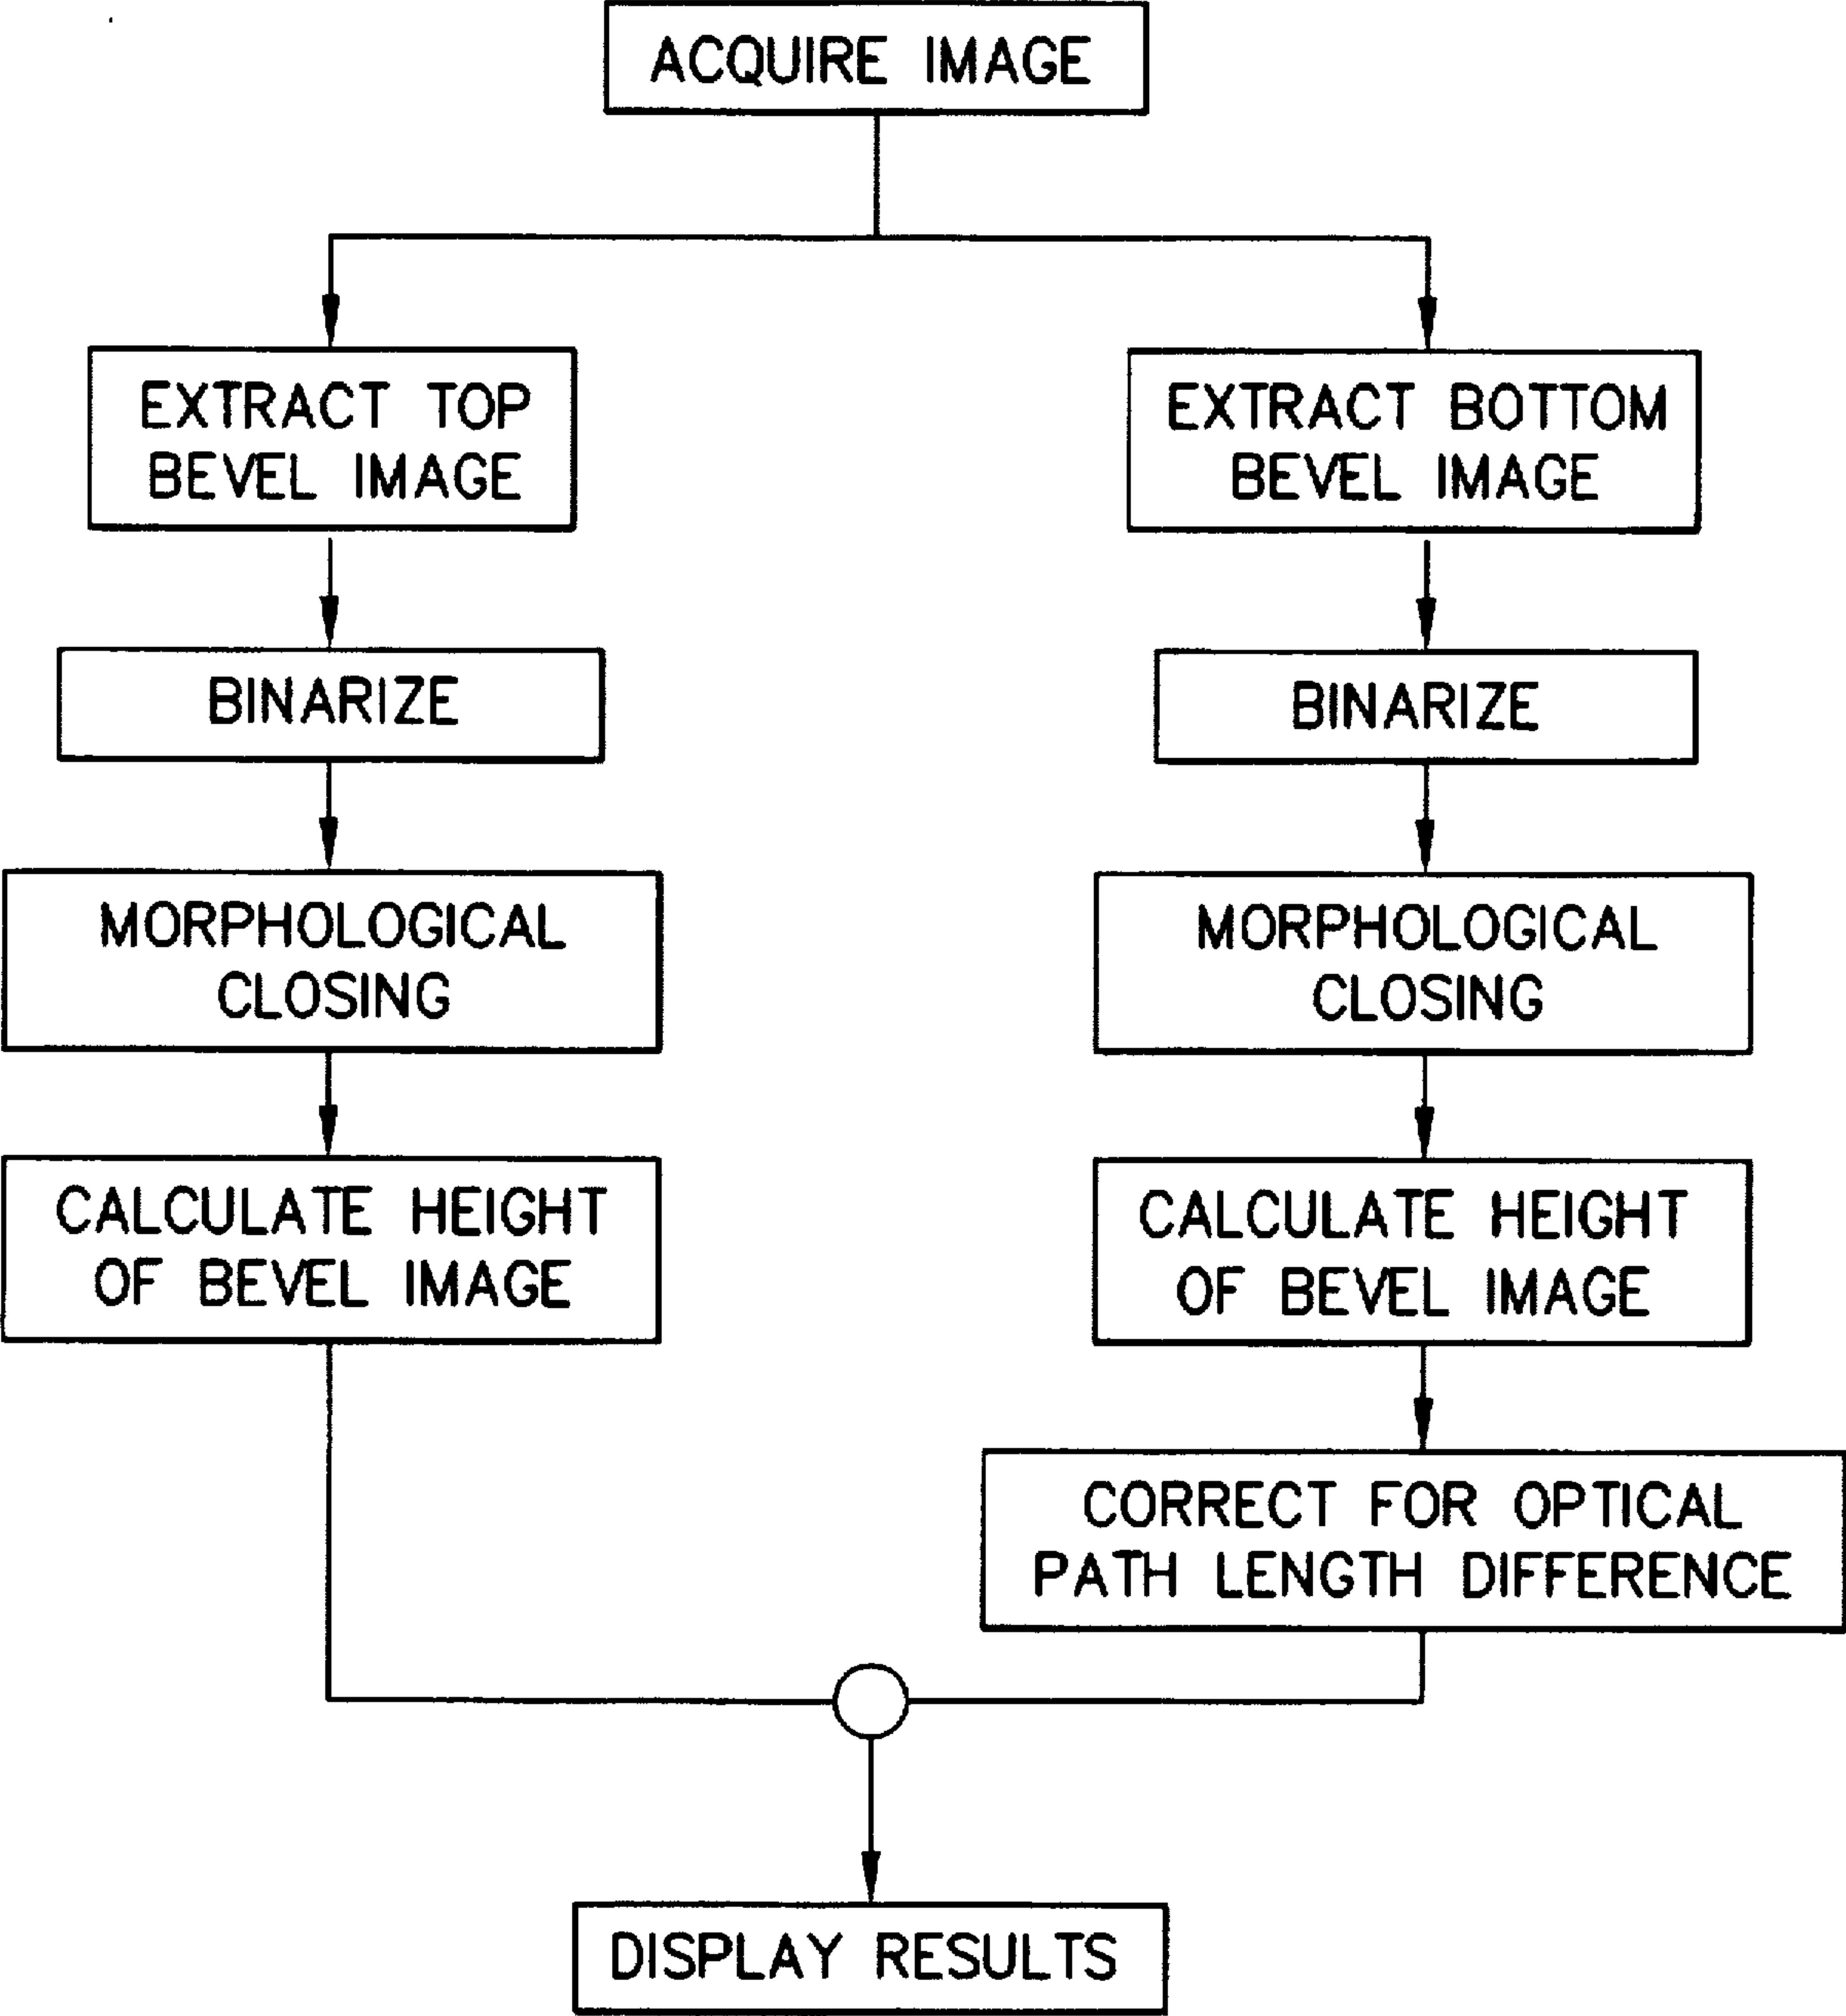 ACQUIRE IMAGE
EXTRACT TOP
BEVEL IMAGE
BINARIZE
MORPHOLOGICAL
CLOSING
CALCULATE HEIGHT
OF BEVEL IMAGE
EXTRACT BOTTOM
BEVEL IMAGE
BINARIZE
MORPHOLOGICAL
CLOSING
CALCULATE HEIGHT
OF BEVEL IMAGE
CORRECT FOR OPTICAL
PATH LENGTH DIFFERENCE
DISPLAY RESULTS